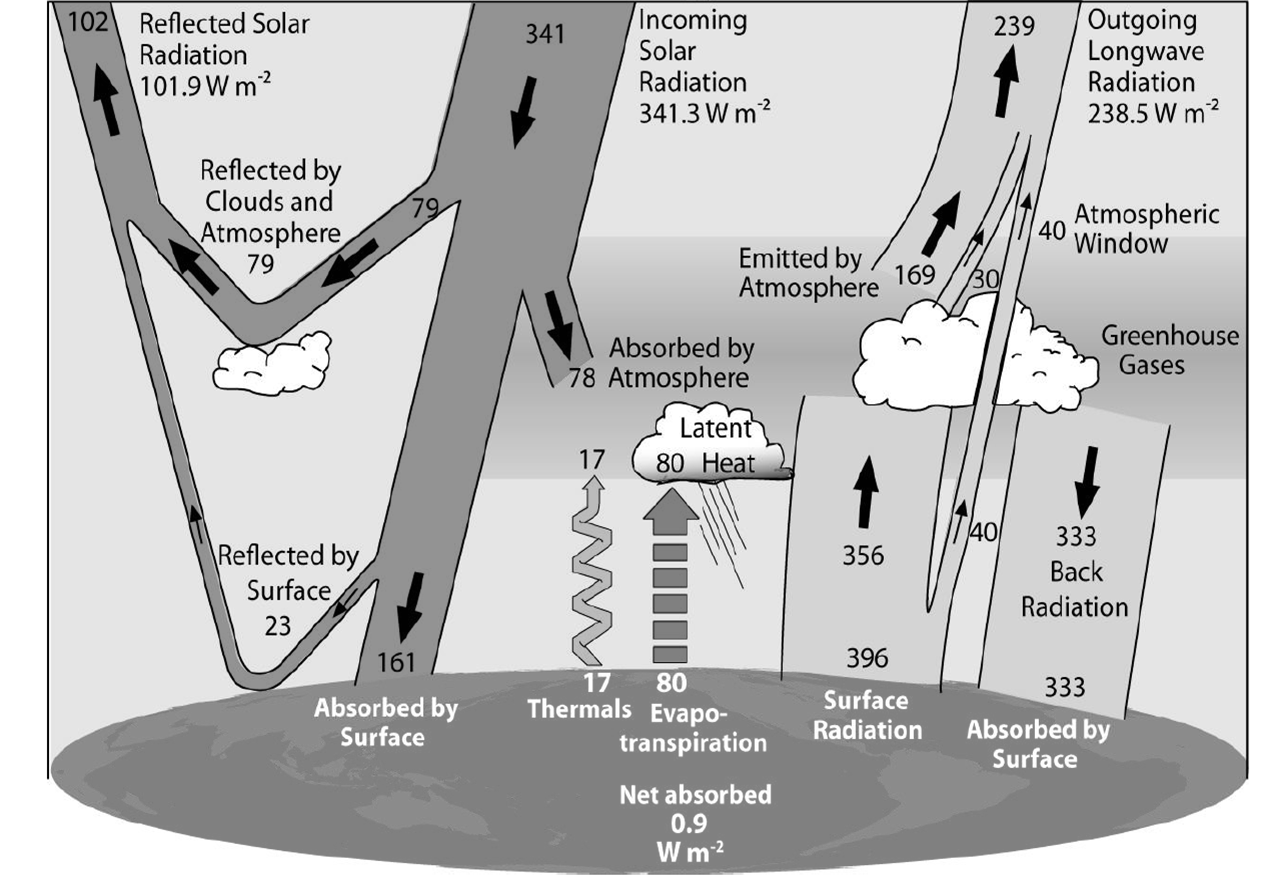 102
Reflected Solar
Radiation
101.9 W m-2
341
Incoming
Solar
Radiation
341.3 W m-2
239
Outgoing
Longwave
Radiation
238.5 W m-2
Reflected by
Clouds and
Atmosphere
79
79
Emitted by
Atmosphere
169
30
40
Atmospheric
Window
Greenhouse
Gases
Absorbed by
78 Atmosphere
Latent
80 Heat
17
356
40
333
Back
Radiation
Reflected by
Surface
23
161
396
333
Absorbed by
Surface
17
Thermals
80
Evapo-
transpiration
Surface
Radiation
Absorbed by
Surface
Net absorbed
0.9
W m-2